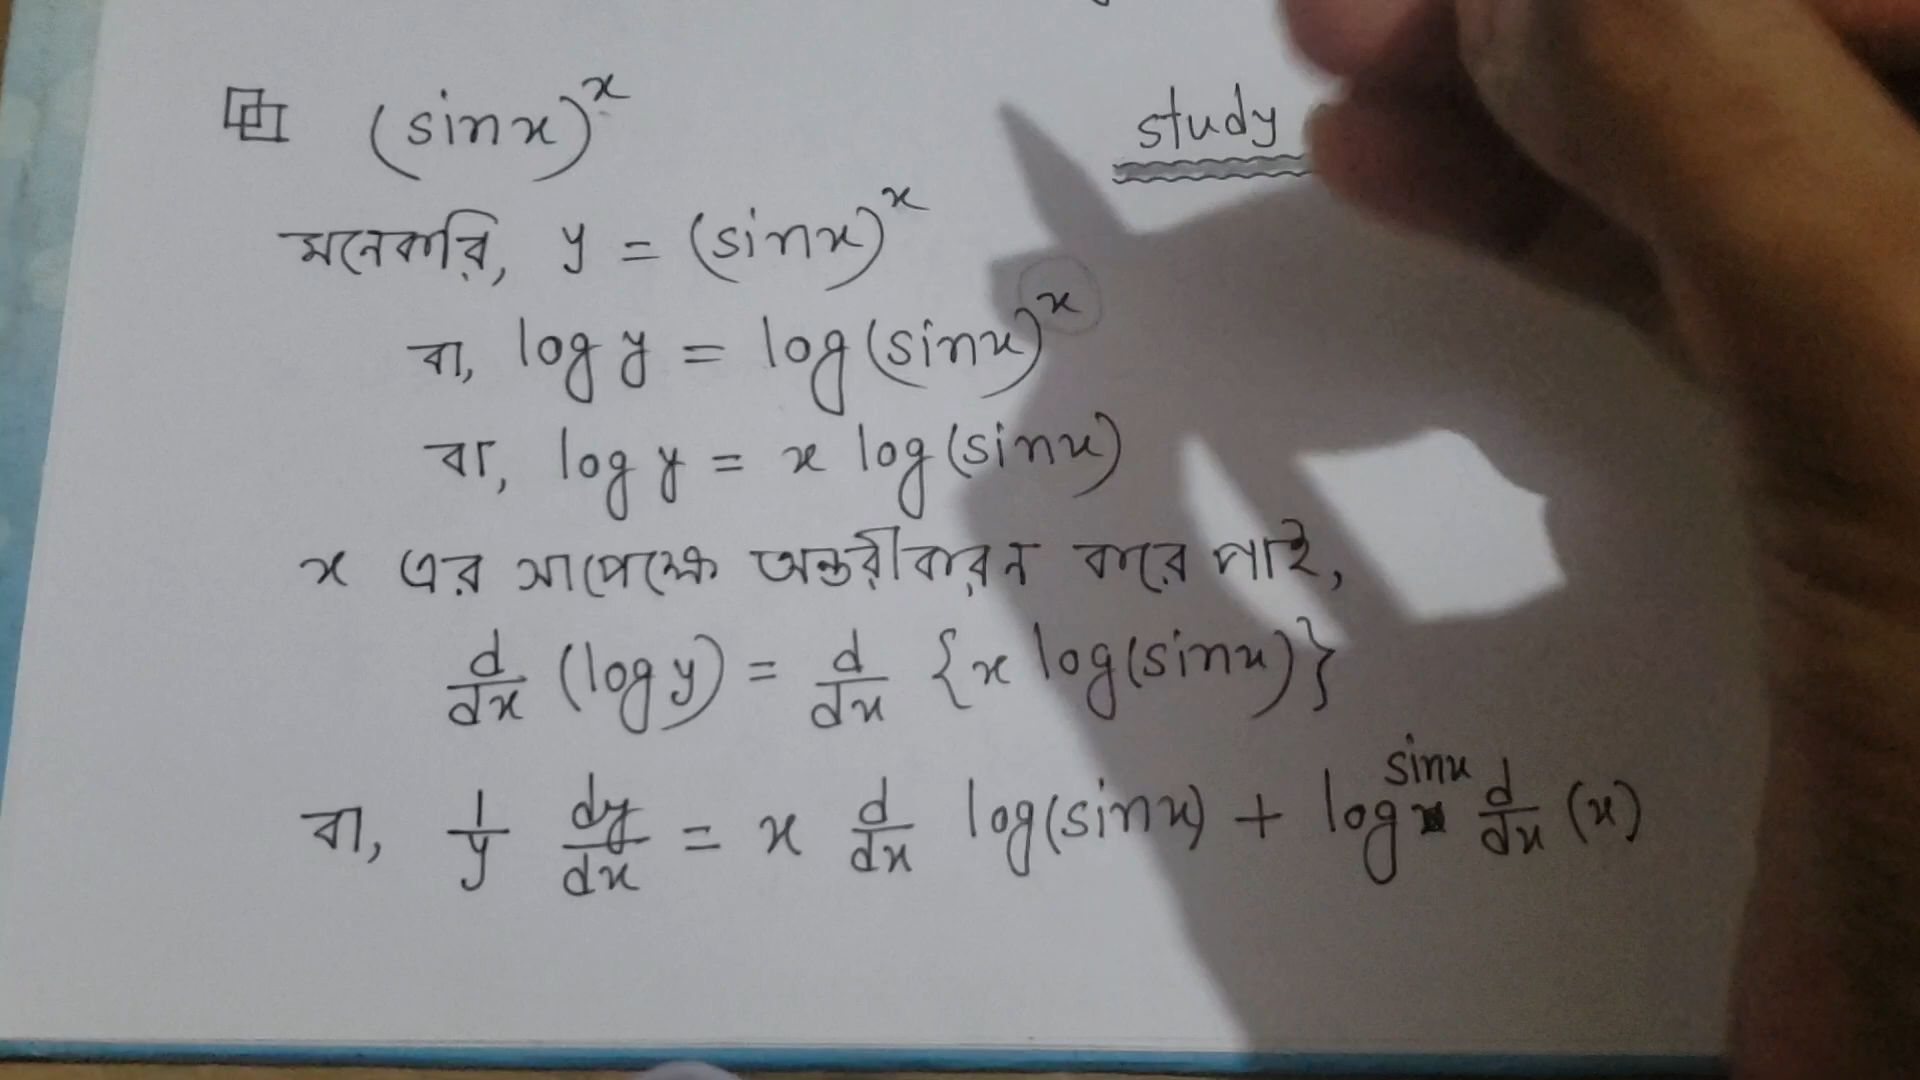 (sinx)^x
study
মনেকরি, y = (sinx)^x
বা, log y = log (sinx)^x
বা, log y = x log (sinx)
x এর সাপেক্ষে অন্তরীকরন করে পাই,
d/dx (log y) = d/dx {x log(sinx)}
বা, 1/y dy/dx = x d/dx log(sinx) + log sinx d/dx (x)